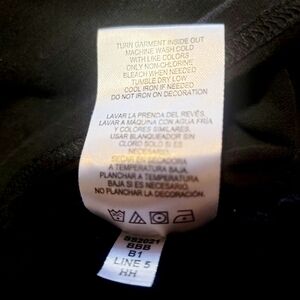 TURN GARMENT INSIDE OUT
MACHINE WASH COLD
WITH LIKE COLORS
ONLY NON-CHLORINE
BLEACH WHEN NEEDED
TUMBLE DRY LOW
COOL IRON IF NEEDED
DO NOT IRON ON DECORATION
LAVAR LA PRENDA DEL REVÉS,
LAVAR A MÁQUINA CON AGUA FRÍA
Y COLORES SIMILARES,
USAR BLANQUEADOR SIN
CLORO SOLO SI ES
NECESARIO.
SECAR EN SECADORA
A TEMPERATURA BAJA.
PLANCHAR A TEMPERATURA
BAJA SI ES NECESARIO.
NO PLANCHAR LA DECORACIÓN.
SS2021
BBB
B1
LINE 5
HH